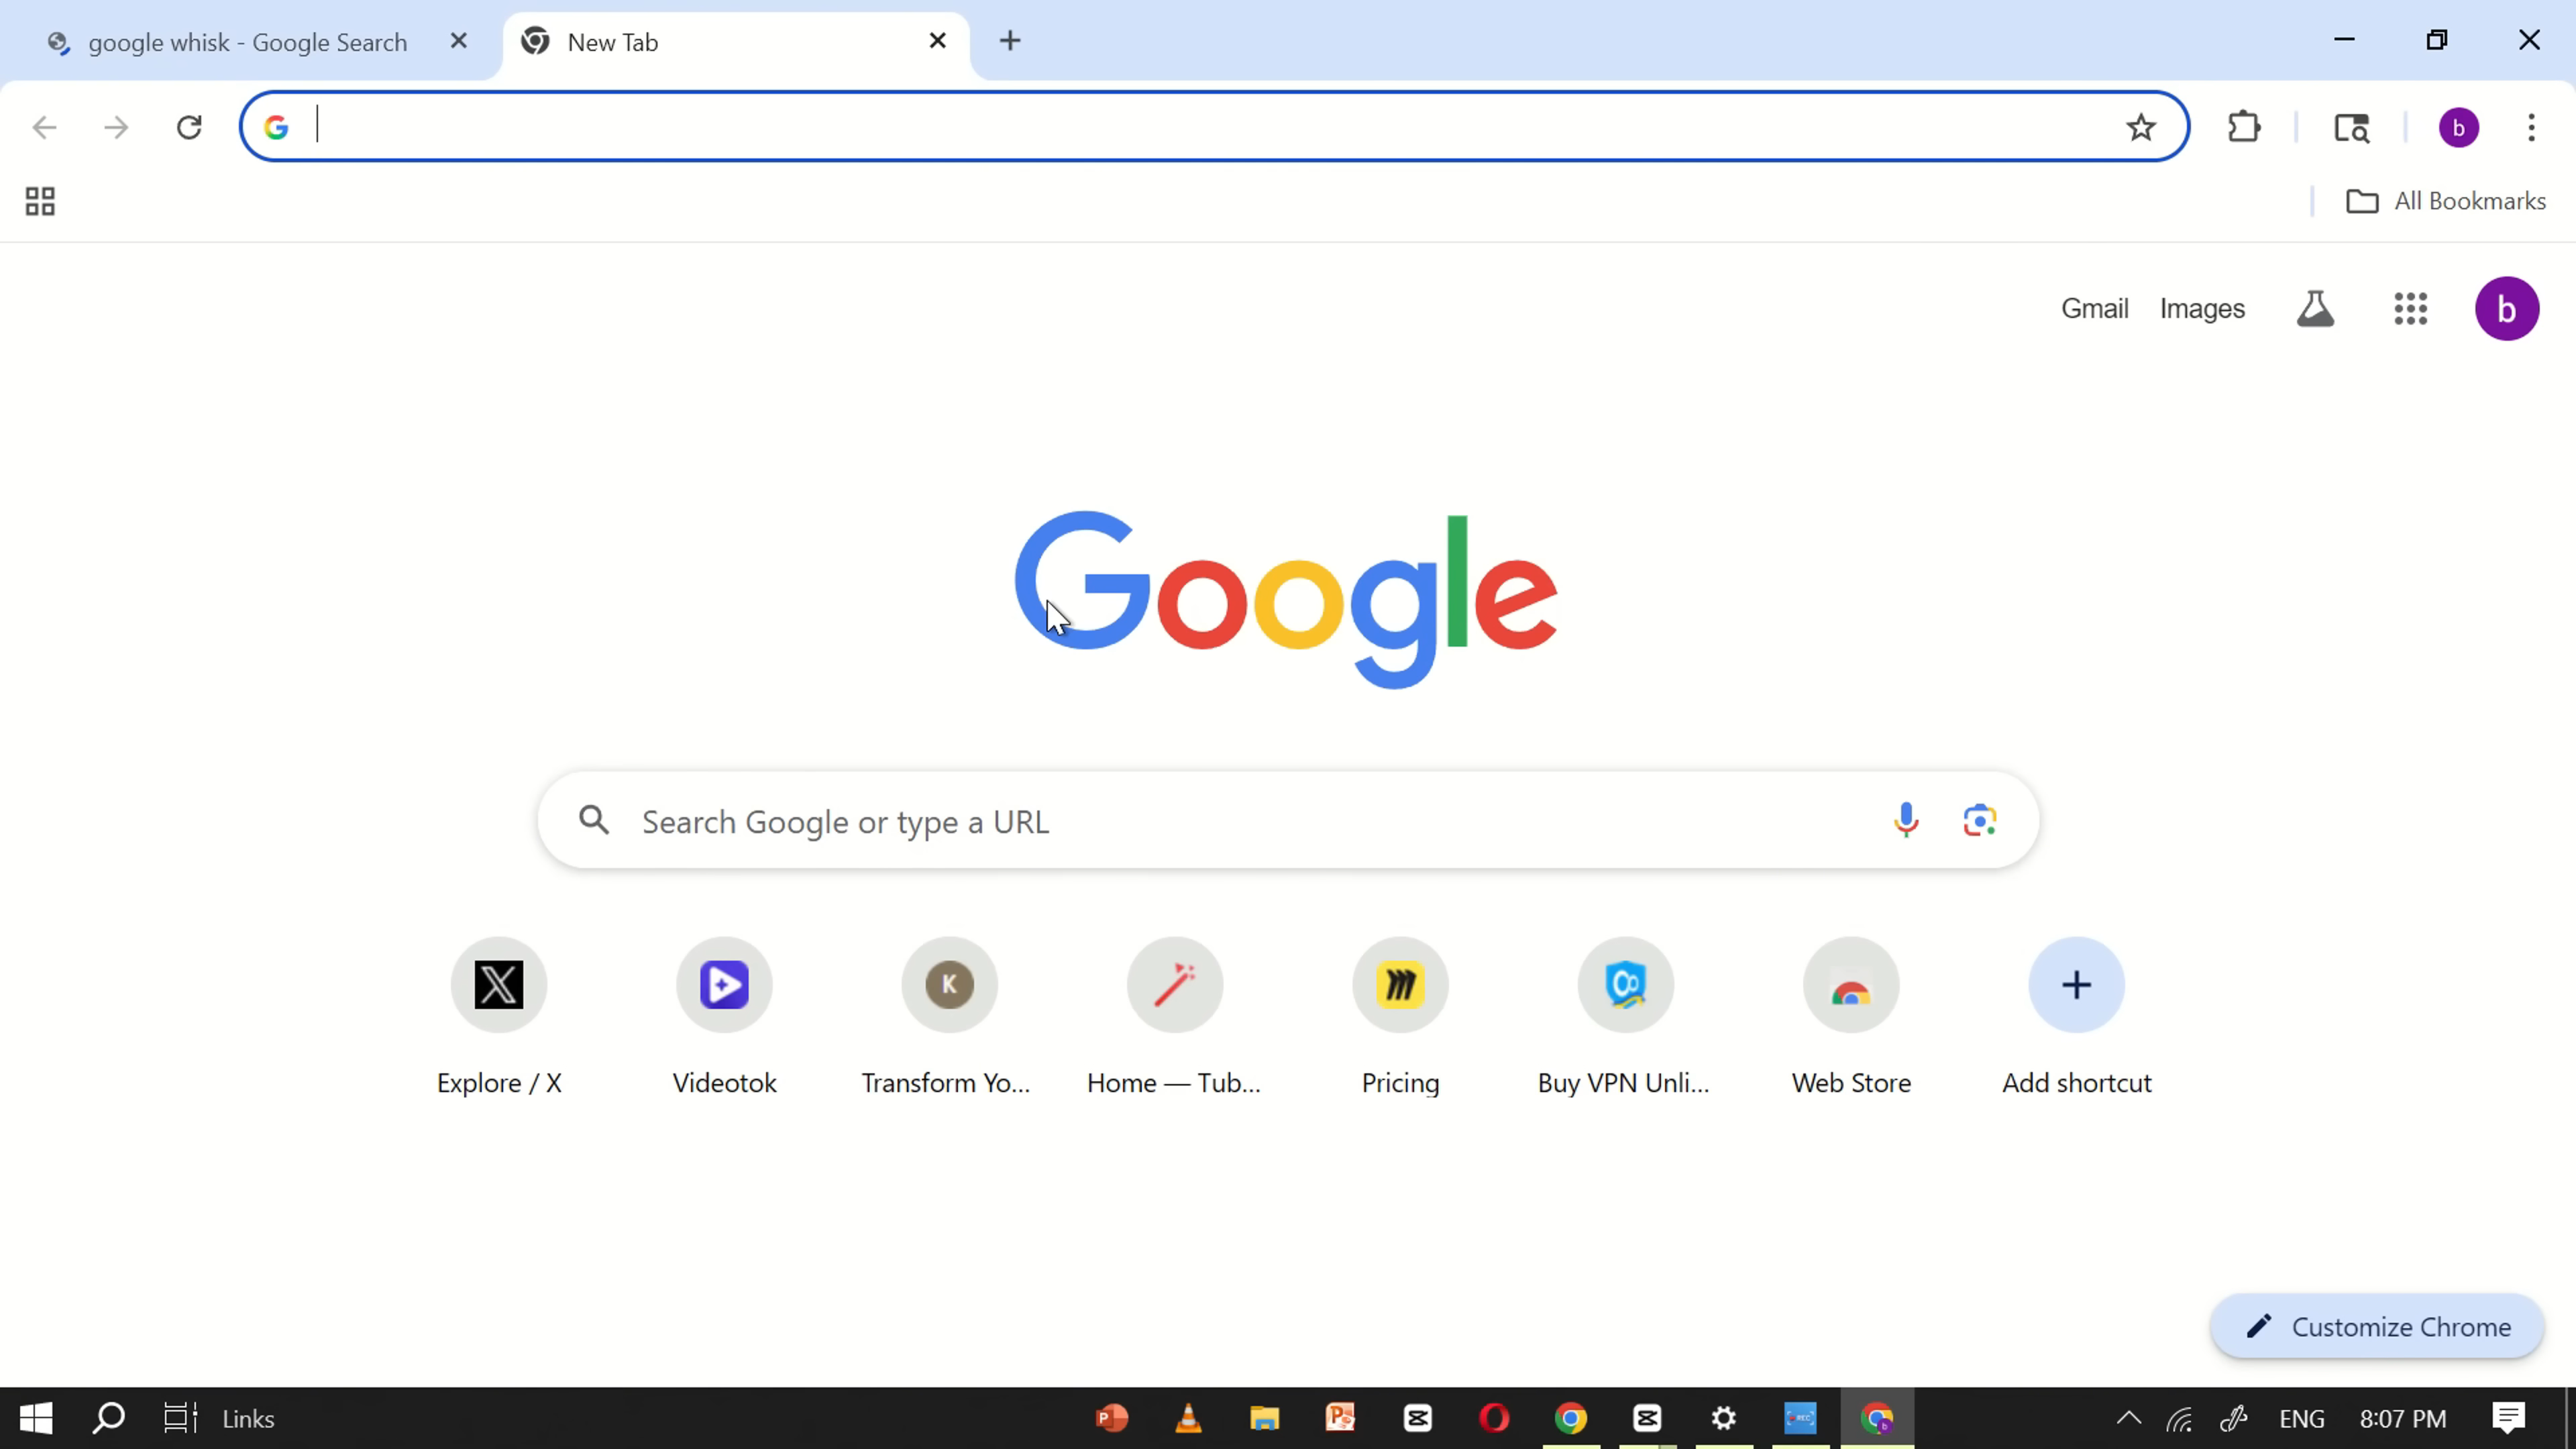 google whisk - Google Search
New Tab
All Bookmarks
Gmail Images b
b
Google
Search Google or type a URL
K
Explore / X
Videotok
Transform Yo...
Home — Tub...
Pricing
Buy VPN Unli...
Web Store
Add shortcut
Customize Chrome
Links
ENG
8:07 PM